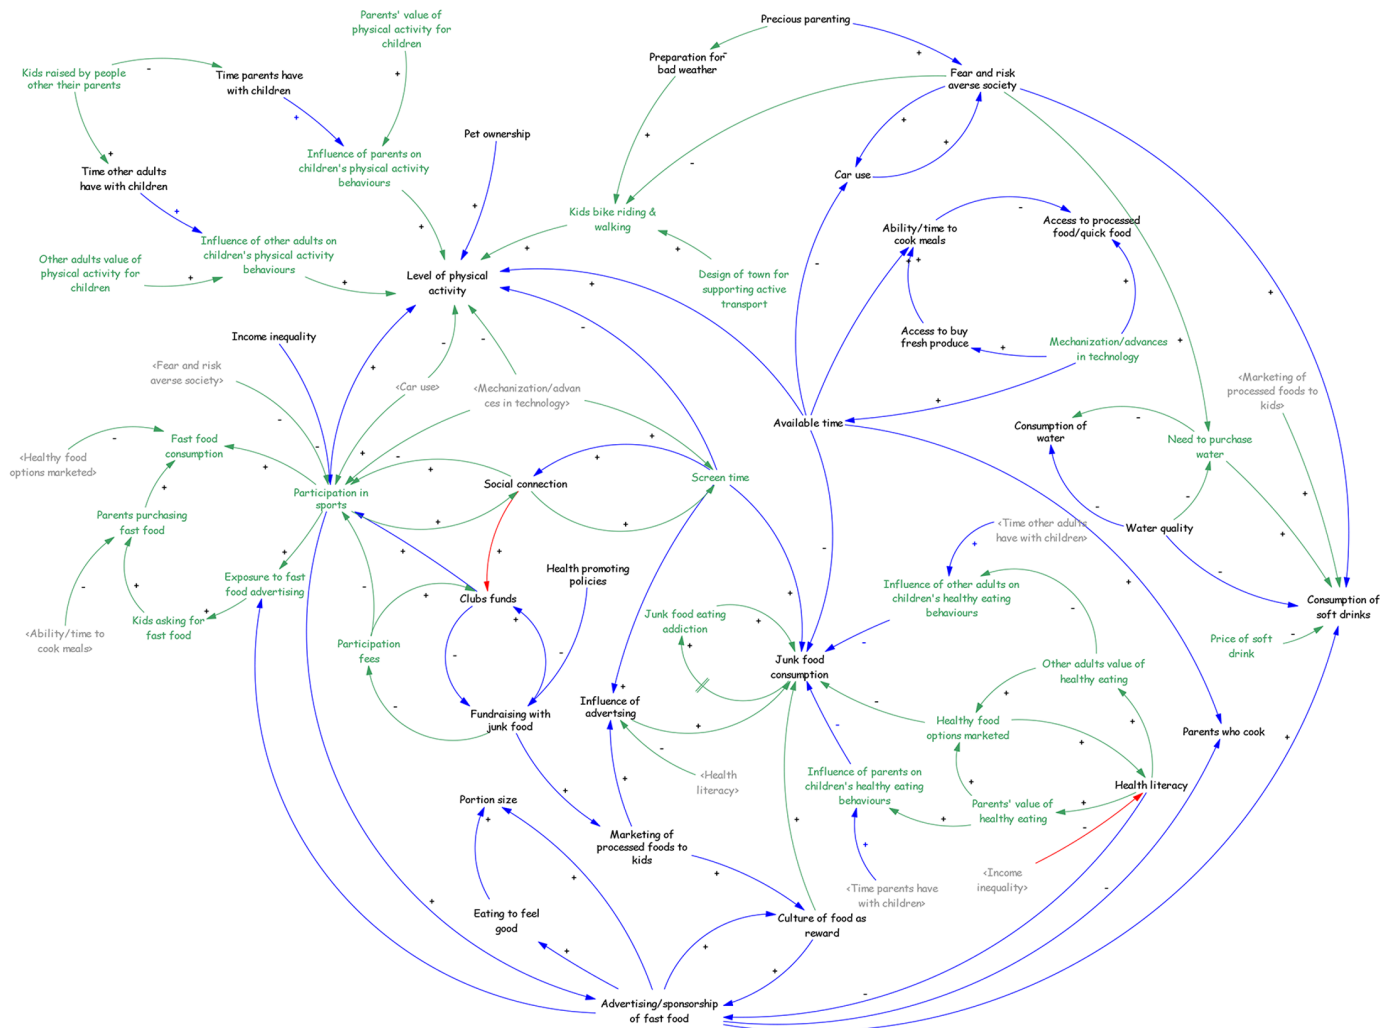 Parents' value of
physical activity for
children
Precious parenting
Kids raised by people
other their parents
Time parents have
with children
Preparation for
bad weather
Fear and risk
averse society
Pet ownership
Influence of parents on
children's physical activity
behaviours
Time other adults
have with children
Car use
Kids bike riding &
walking
Ability/time to
cook meals
Access to processed
food/quick food
Influence of other adults on
children's physical activity
behaviours
Other adults value of
physical activity for
children
Level of physical
activity
Design of town for
supporting active
transport
Income inequality
Access to buy
fresh produce
Mechanization/advances
in technology
<Fear and risk
averse society>
<Car use>
<Mechanization/advan
ces in technology>
<Marketing of
processed foods to
kids>
Available time
Consumption of
water
Need to purchase
water
<Healthy food
options marketed>
Fast food
consumption
Participation in
sports
Social connection
Screen time
Parents purchasing
fast food
Water quality
<Time other adults
have with children>
Exposure to fast
food advertising
Health promoting
policies
Clubs funds
Influence of other adults on
children's healthy eating
behaviours
Consumption of
soft drinks
<Ability/time to
cook meals>
Kids asking for
fast food
Participation
fees
Junk food eating
addiction
Price of soft
drink
Junk food
consumption
Other adults value of
healthy eating
Fundraising with
junk food
Influence of
advertsing
Healthy food
options marketed
Parents who cook
<Health
literacy>
Influence of parents on
children's healthy eating
behaviours
Parents' value of
healthy eating
Health literacy
Portion size
Marketing of
processed foods to
kids
<Income
inequality>
<Time parents have
with children>
Eating to feel
good
Culture of food as
reward
Advertising/sponsorship
of fast food